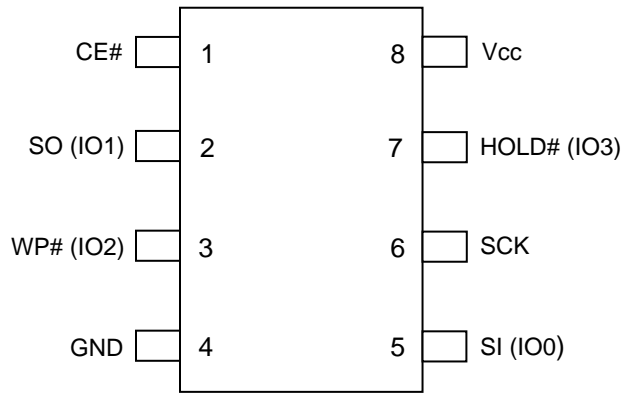 CE# 1 8 Vcc
SO (IO1) 2 7 HOLD# (IO3)
WP# (IO2) 3 6 SCK
GND 4 5 SI (IO0)